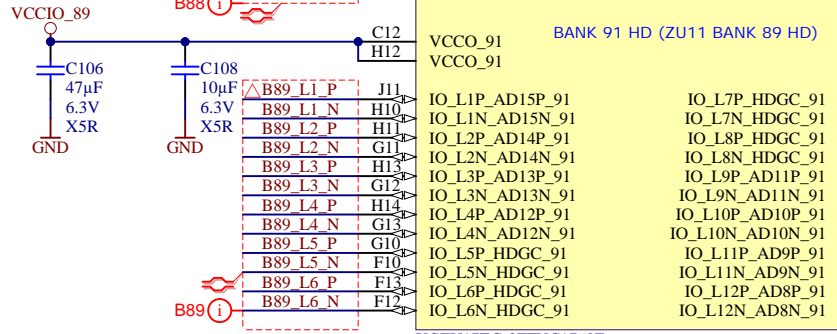 B88 i
VCCIO_89
C12 VCCO_91 BANK 91 HD (ZU11 BANK 89 HD)
H12 VCCO_91
C106 C108
47µF 10µF
6.3V 6.3V
X5R X5R
GND GND
B89_L1_P J11 IO_L1P_AD15P_91 IO_L7P_HDGC_91
B89_L1_N H10 IO_L1N_AD15N_91 IO_L7N_HDGC_91
B89_L2_P H11 IO_L2P_AD14P_91 IO_L8P_HDGC_91
B89_L2_N G11 IO_L2N_AD14N_91 IO_L8N_HDGC_91
B89_L3_P H13 IO_L3P_AD13P_91 IO_L9P_AD11P_91
B89_L3_N G12 IO_L3N_AD13N_91 IO_L9N_AD11N_91
B89_L4_P H14 IO_L4P_AD12P_91 IO_L10P_AD10P_91
B89_L4_N G13 IO_L4N_AD12N_91 IO_L10N_AD10N_91
B89_L5_P G10 IO_L5P_HDGC_91 IO_L11P_AD9P_91
B89_L5_N F10 IO_L5N_HDGC_91 IO_L11N_AD9N_91
B89_L6_P F13 IO_L6P_HDGC_91 IO_L12P_AD8P_91
B89 i B89_L6_N F12 IO_L6N_HDGC_91 IO_L12N_AD8N_91